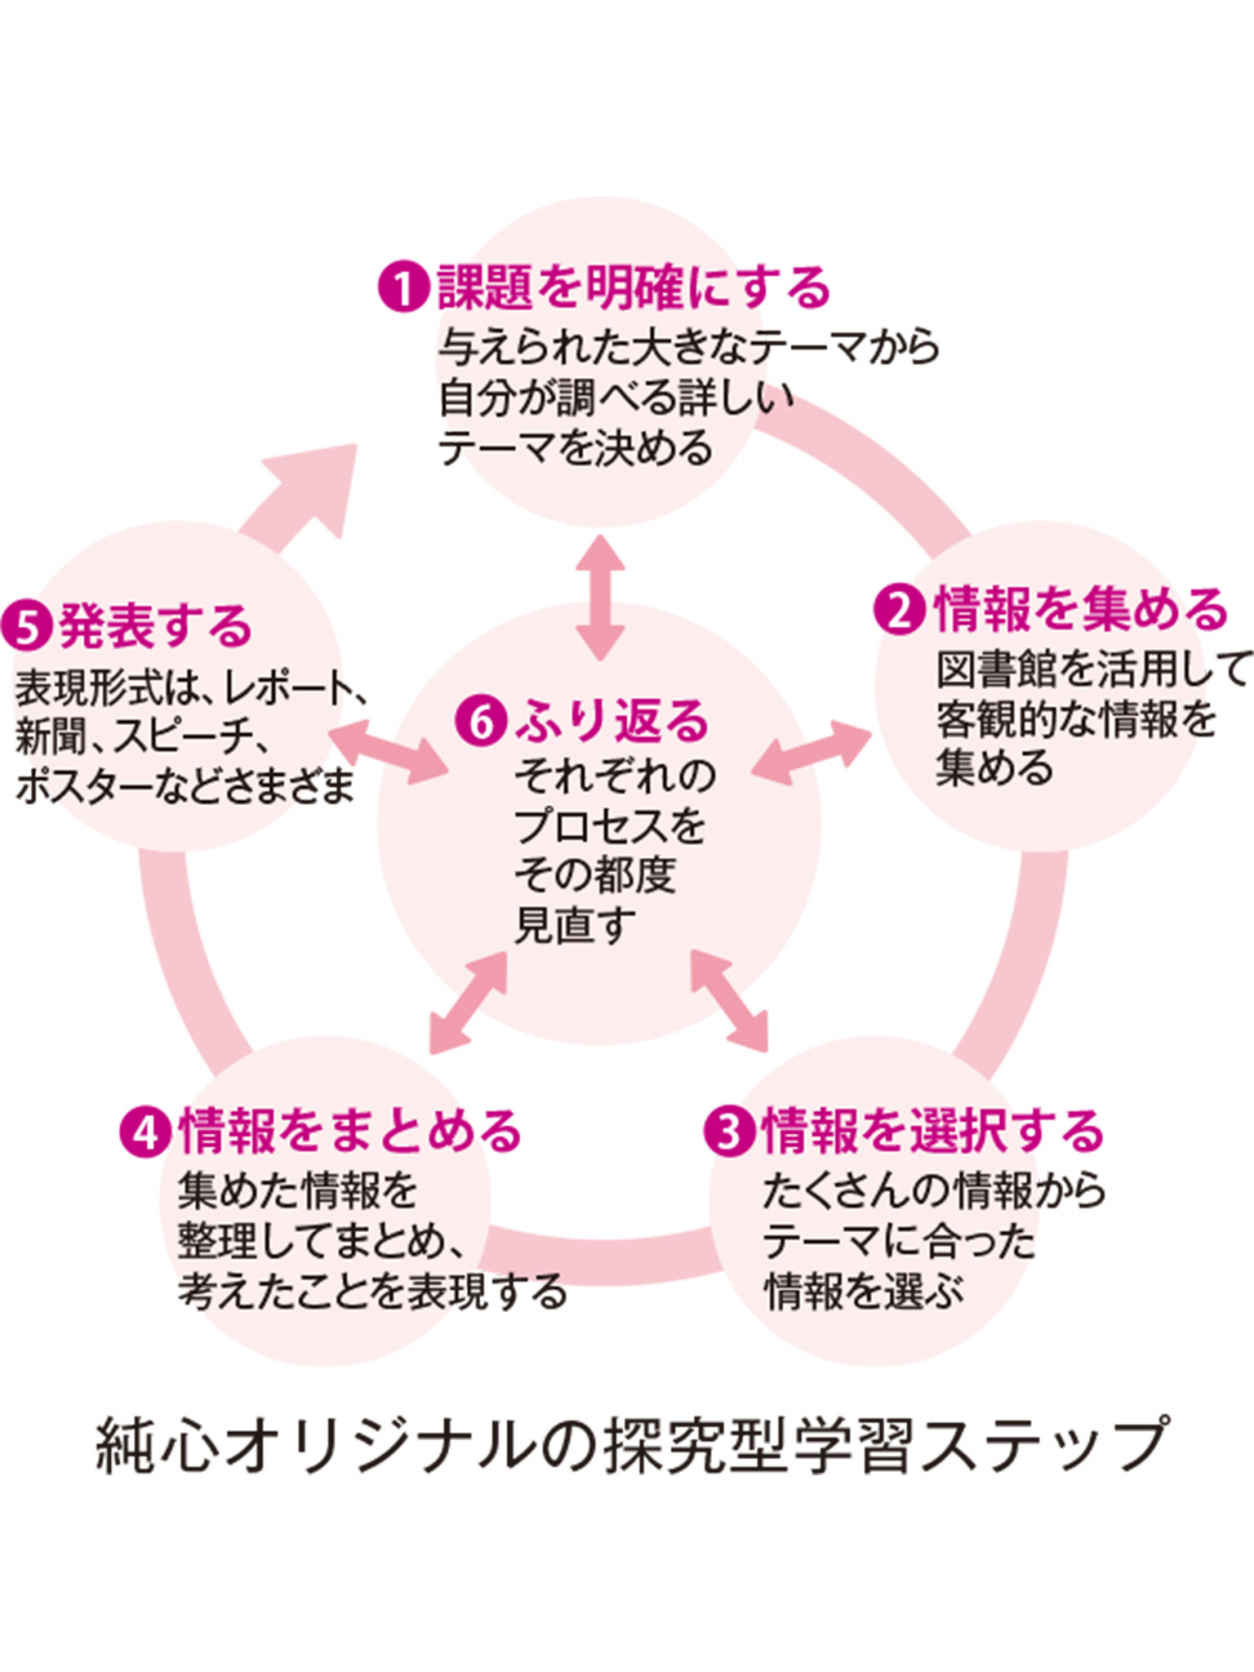 ❶課題を明確にする
与えられた大きなテーマから
自分が調べる詳しい
テーマを決める
❷情報を集める
図書館を活用して
客観的な情報を
集める
❸情報を選択する
たくさんの情報から
テーマに合った
情報を選ぶ
❹情報をまとめる
集めた情報を
整理してまとめ、
考えたことを表現する
❺発表する
表現形式は、レポート、
新聞、スピーチ、
ポスターなどさまざま
❻ふり返る
それぞれの
プロセスを
その都度
見直す
純心オリジナルの探究型学習ステップ